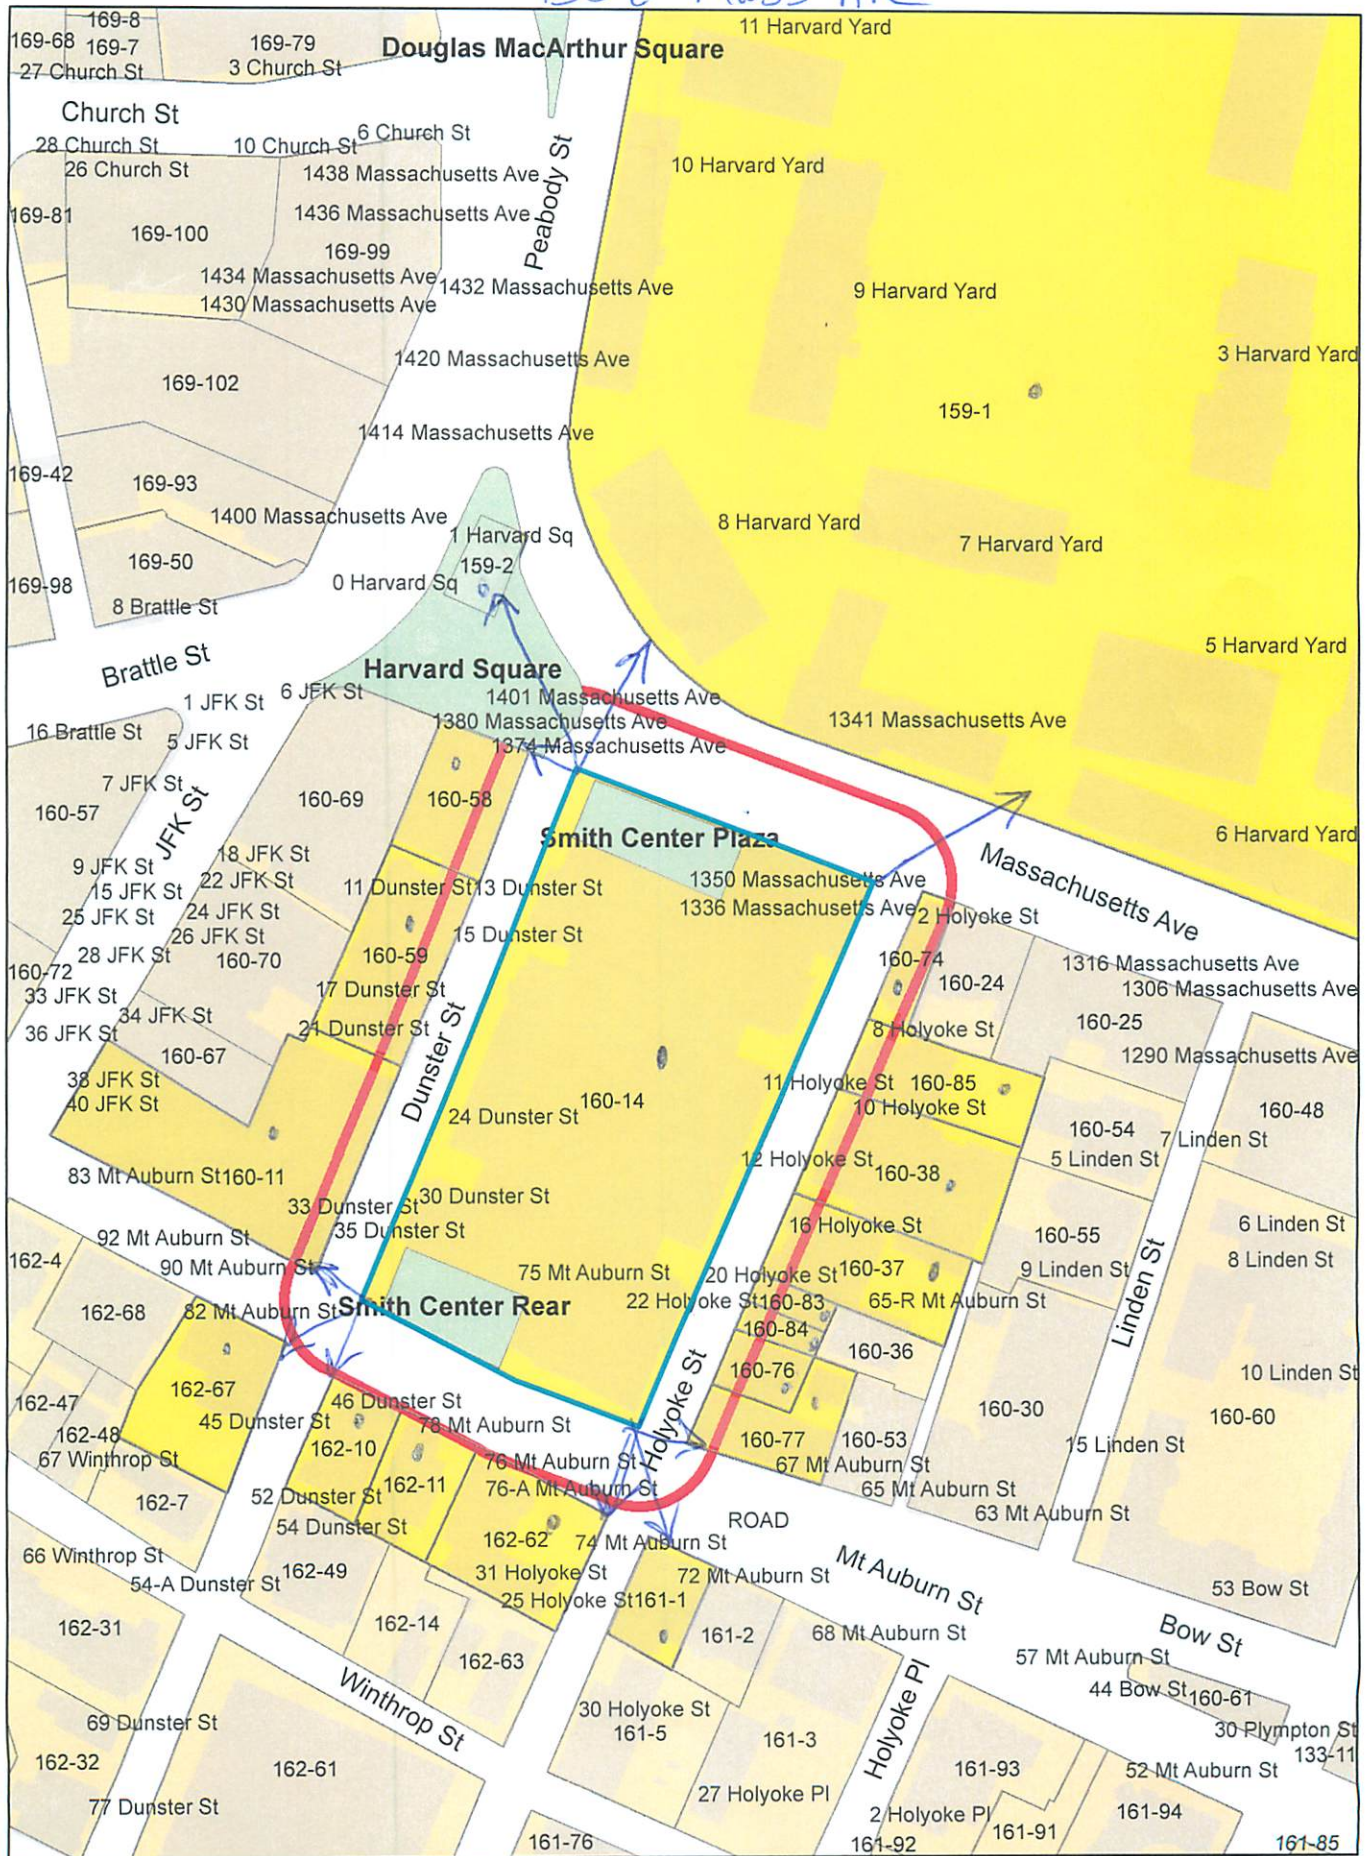 1350 Mass Ave
11 Harvard Yard
169-8
169-68
169-7
169-79
Douglas MacArthur Square
27 Church St
3 Church St
Church St
6 Church St
28 Church St
10 Church St
26 Church St
1438 Massachusetts Ave
10 Harvard Yard
Peabody St
169-81
169-100
1436 Massachusetts Ave
169-99
1434 Massachusetts Ave
1432 Massachusetts Ave
9 Harvard Yard
1430 Massachusetts Ave
1420 Massachusetts Ave
3 Harvard Yard
169-102
159-1
1414 Massachusetts Ave
169-42
169-93
1400 Massachusetts Ave
8 Harvard Yard
1 Harvard Sq
7 Harvard Yard
169-50
159-2
169-98
0 Harvard Sq
8 Brattle St
5 Harvard Yard
Brattle St
Harvard Square
1 JFK St
6 JFK St
1401 Massachusetts Ave
16 Brattle St
1380 Massachusetts Ave
1341 Massachusetts Ave
5 JFK St
1374 Massachusetts Ave
7 JFK St
160-57
JFK St
160-69
160-58
Smith Center Plaza
6 Harvard Yard
9 JFK St
18 JFK St
Massachusetts Ave
15 JFK St
22 JFK St
11 Dunster St
13 Dunster St
1350 Massachusetts Ave
25 JFK St
24 JFK St
1336 Massachusetts Ave
2 Holyoke St
26 JFK St
15 Dunster St
28 JFK St
160-70
160-59
160-74
160-72
160-24
1316 Massachusetts Ave
33 JFK St
17 Dunster St
1306 Massachusetts Ave
34 JFK St
21 Dunster St
8 Holyoke St
160-25
36 JFK St
160-67
Dunster St
1290 Massachusetts Ave
38 JFK St
11 Holyoke St
160-85
40 JFK St
24 Dunster St
160-14
10 Holyoke St
160-48
160-54
7 Linden St
12 Holyoke St
160-38
5 Linden St
83 Mt Auburn St
160-11
33 Dunster St
30 Dunster St
35 Dunster St
16 Holyoke St
160-55
6 Linden St
92 Mt Auburn St
162-4
90 Mt Auburn St
75 Mt Auburn St
20 Holyoke St
160-37
9 Linden St
8 Linden St
162-68
82 Mt Auburn St
Smith Center Rear
22 Holyoke St
160-83
65-R Mt Auburn St
Linden St
160-84
160-36
162-67
160-76
10 Linden St
162-47
46 Dunster St
Holyoke St
160-30
160-60
162-48
45 Dunster St
78 Mt Auburn St
160-77
160-53
15 Linden St
67 Winthrop St
162-10
76 Mt Auburn St
67 Mt Auburn St
162-11
76-A Mt Auburn St
65 Mt Auburn St
162-7
52 Dunster St
63 Mt Auburn St
54 Dunster St
162-62
74 Mt Auburn St
ROAD
66 Winthrop St
54-A Dunster St
162-49
31 Holyoke St
72 Mt Auburn St
Mt Auburn St
53 Bow St
25 Holyoke St
161-1
162-31
162-14
161-2
68 Mt Auburn St
Bow St
162-63
57 Mt Auburn St
44 Bow St
160-61
Winthrop St
69 Dunster St
30 Holyoke St
161-5
Holyoke Pl
30 Plympton St
162-32
162-61
161-3
161-93
133-11
52 Mt Auburn St
77 Dunster St
27 Holyoke Pl
2 Holyoke Pl
161-94
161-76
161-92
161-91
161-85